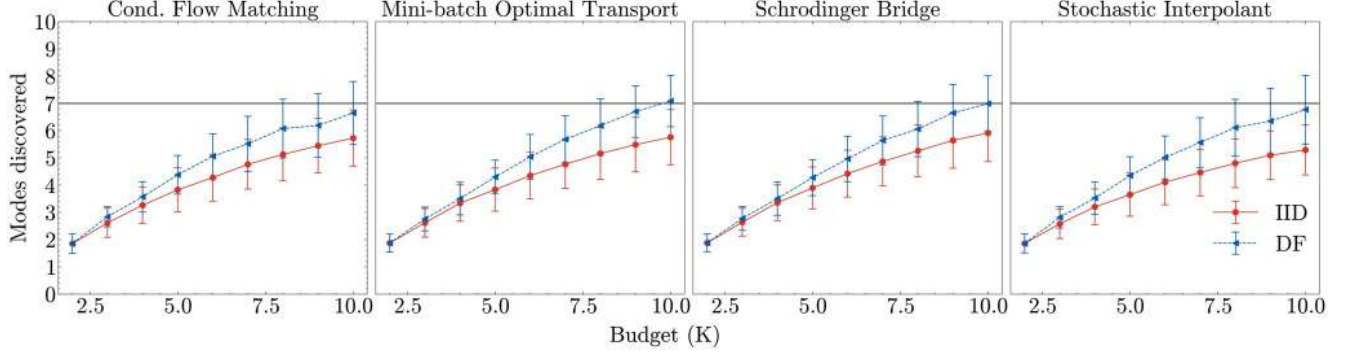 Cond. Flow Matching
Mini-batch Optimal Transport
Schrodinger Bridge
Stochastic Interpolant
Modes discovered
10
9
8
7
6
5
4
3
2
1
0
2.5 5.0 7.5 10.0
2.5 5.0 7.5 10.0
2.5 5.0 7.5 10.0
2.5 5.0 7.5 10.0
IID
DF
Budget (K)